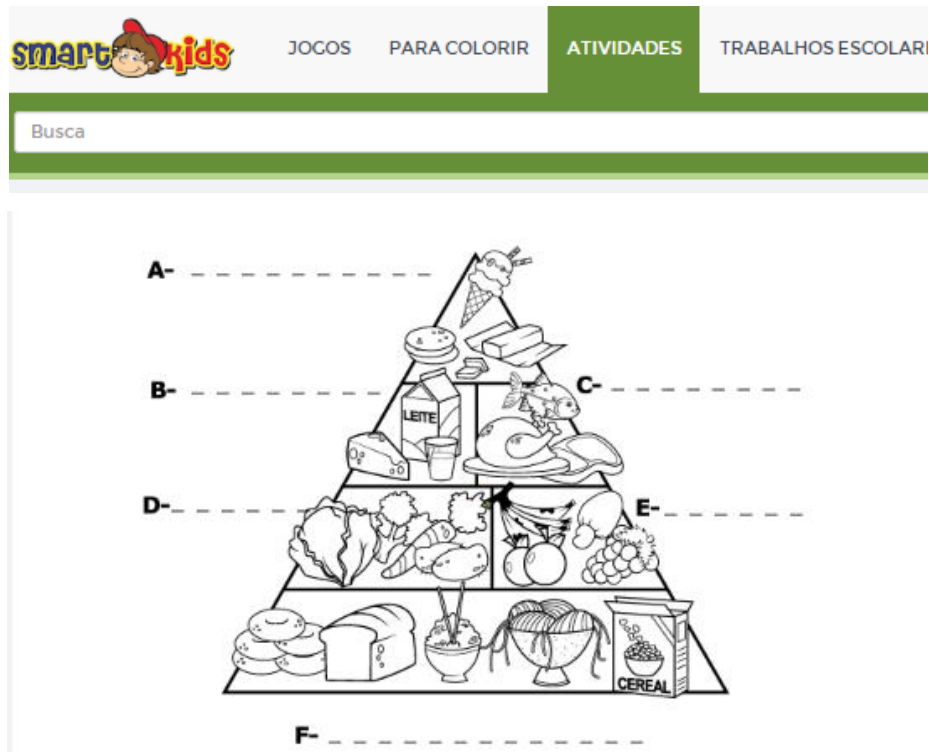 smart kids JOGOS PARA COLORIR ATIVIDADES TRABALHOS ESCOLARE
Busca
A- _ _ _ _ _ _ _ _ _ _ _ _
B- _ _ _ _ _ _ _ _ _ _
C- _ _ _ _ _ _ _ _ _ _
LEITE
D- _ _ _ _ _ _ _ _ _
E- _ _ _ _ _ _ _
CEREAL
F- _ _ _ _ _ _ _ _ _ _ _ _ _ _ _ _